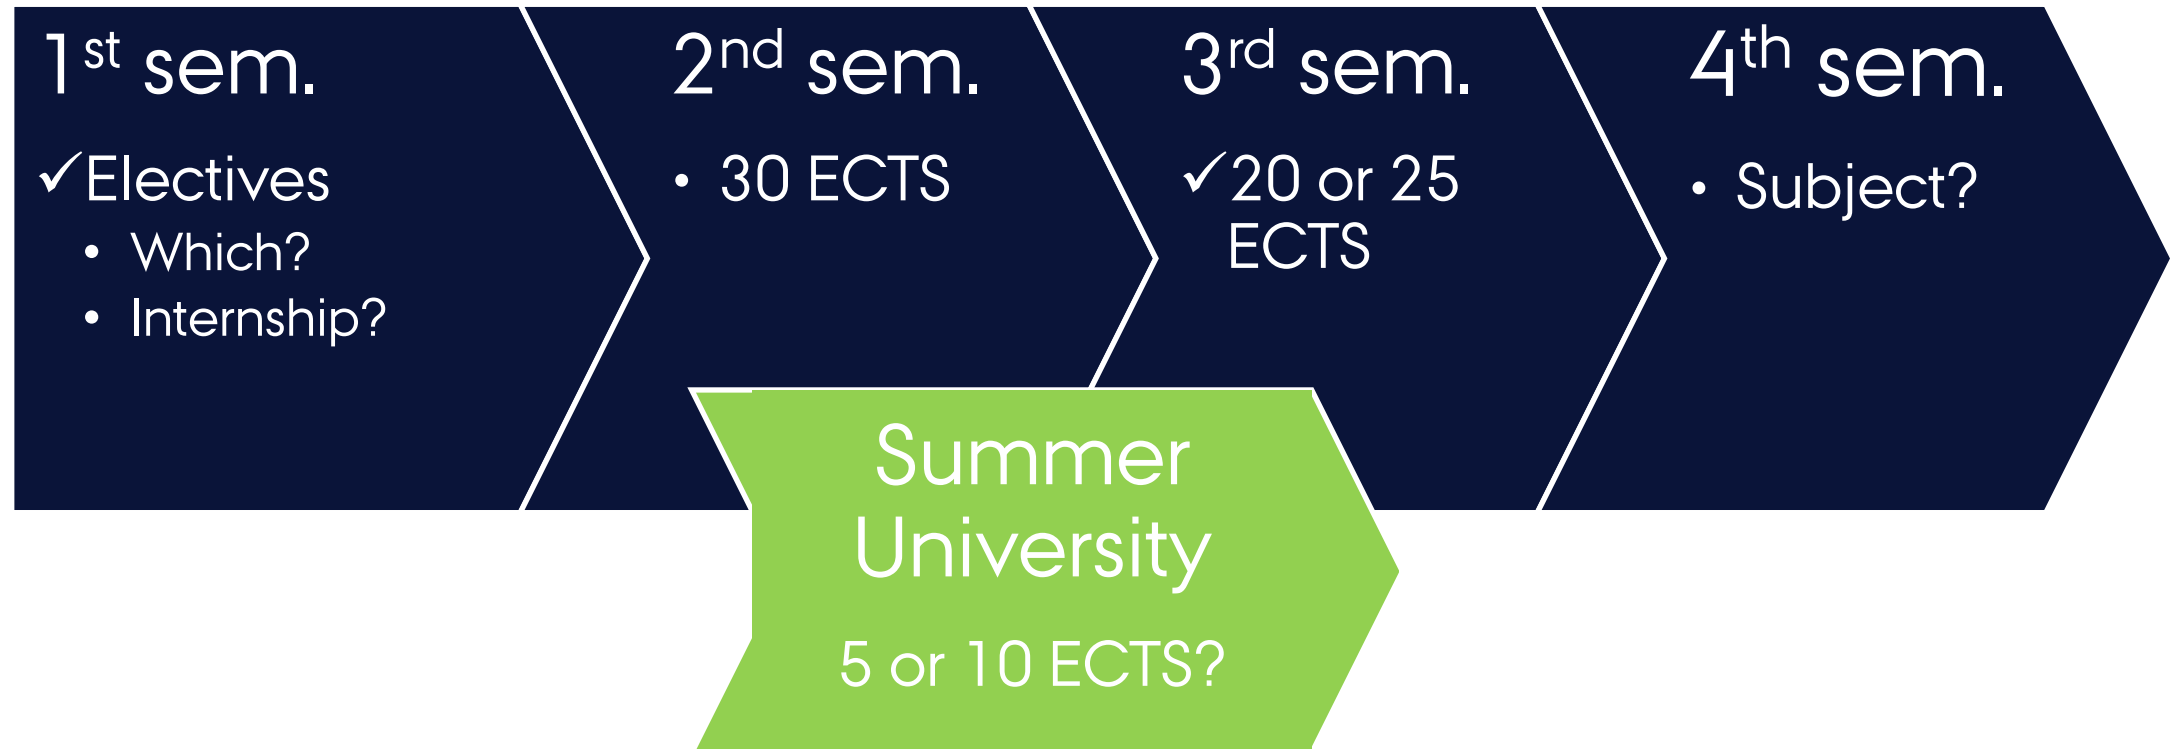 1st sem.
✓Electives
• Which?
• Internship?
2nd sem.
• 30 ECTS
3rd sem.
✓20 or 25
ECTS
4th sem.
• Subject?
Summer
University
5 or 10 ECTS?